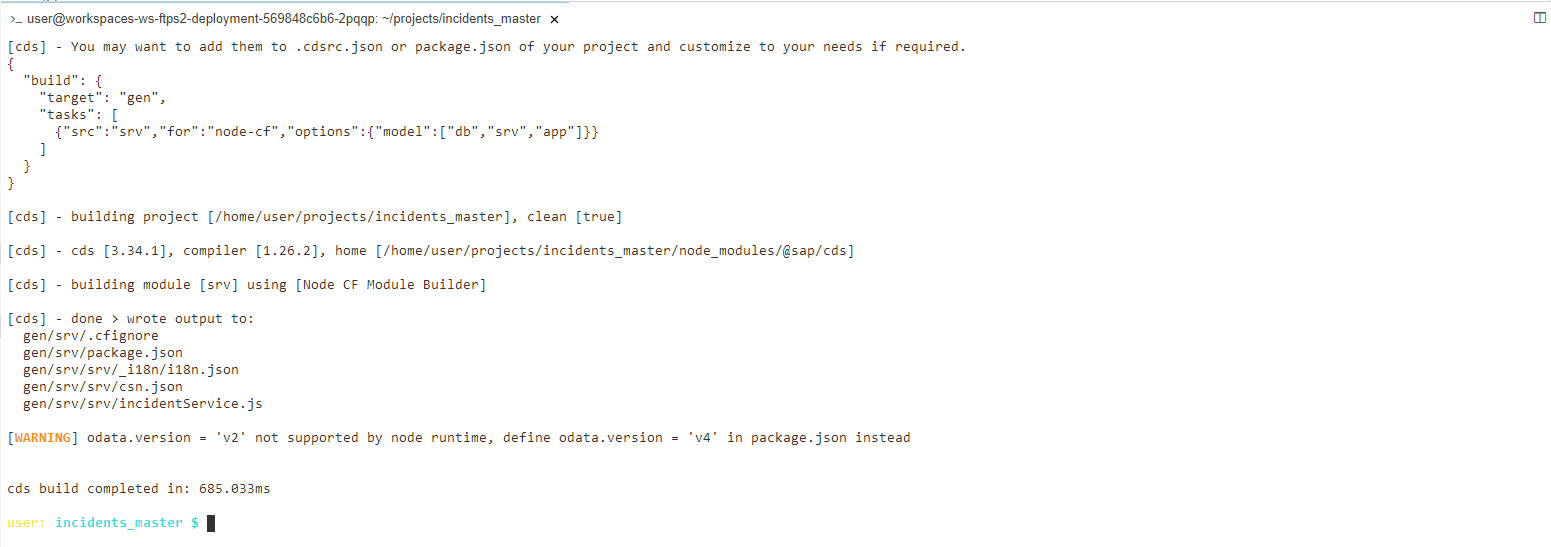 >_ user@workspaces-ws-ftps2-deployment-569848c6b6-2pqqp: ~/projects/incidents_master ×
[cds] - You may want to add them to .cdsrc.json or package.json of your project and customize to your needs if required.
{
  "build": {
    "target": "gen",
    "tasks": [
      {"src":"srv","for":"node-cf","options":{"model":["db","srv","app"]}}
    ]
  }
}
[cds] - building project [/home/user/projects/incidents_master], clean [true]
[cds] - cds [3.34.1], compiler [1.26.2], home [/home/user/projects/incidents_master/node_modules/@sap/cds]
[cds] - building module [srv] using [Node CF Module Builder]
[cds] - done > wrote output to:
  gen/srv/.cfignore
  gen/srv/package.json
  gen/srv/srv/_i18n/i18n.json
  gen/srv/srv/csn.json
  gen/srv/srv/incidentService.js
[WARNING] odata.version = 'v2' not supported by node runtime, define odata.version = 'v4' in package.json instead
cds build completed in: 685.033ms
user: incidents_master $